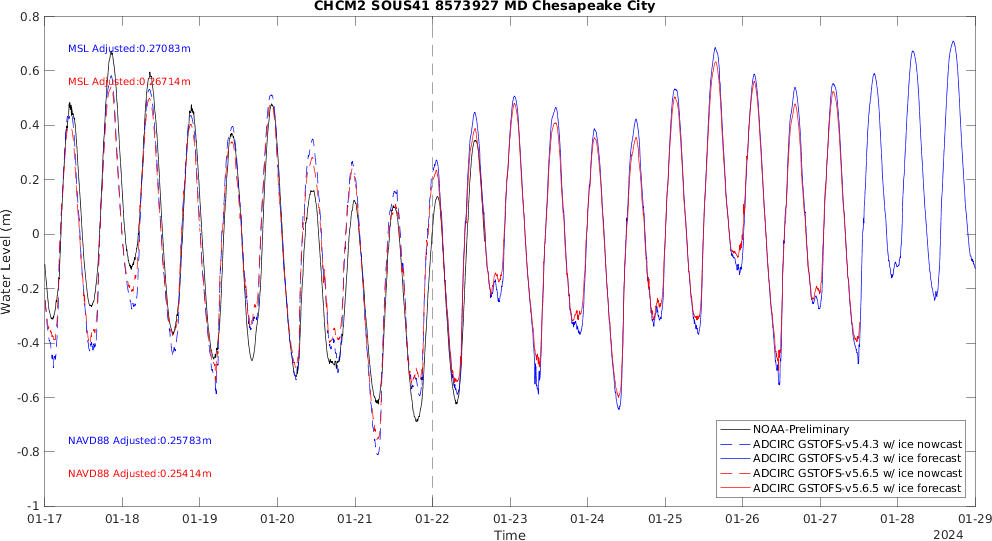 CHCM2 SOUS41 8573927 MD Chesapeake City
MSL Adjusted:0.27083m
MSL Adjusted:0.26714m
NAVD88 Adjusted:0.25783m
NAVD88 Adjusted:0.25414m
Water Level (m)
0.8
0.6
0.4
0.2
0
-0.2
-0.4
-0.6
-0.8
-1
NOAA-Preliminary
ADCIRC GSTOFS-v5.4.3 w/ ice nowcast
ADCIRC GSTOFS-v5.4.3 w/ ice forecast
ADCIRC GSTOFS-v5.6.5 w/ ice nowcast
ADCIRC GSTOFS-v5.6.5 w/ ice forecast
01-17 01-18 01-19 01-20 01-21 01-22 01-23 01-24 01-25 01-26 01-27 01-28 01-29
Time
2024